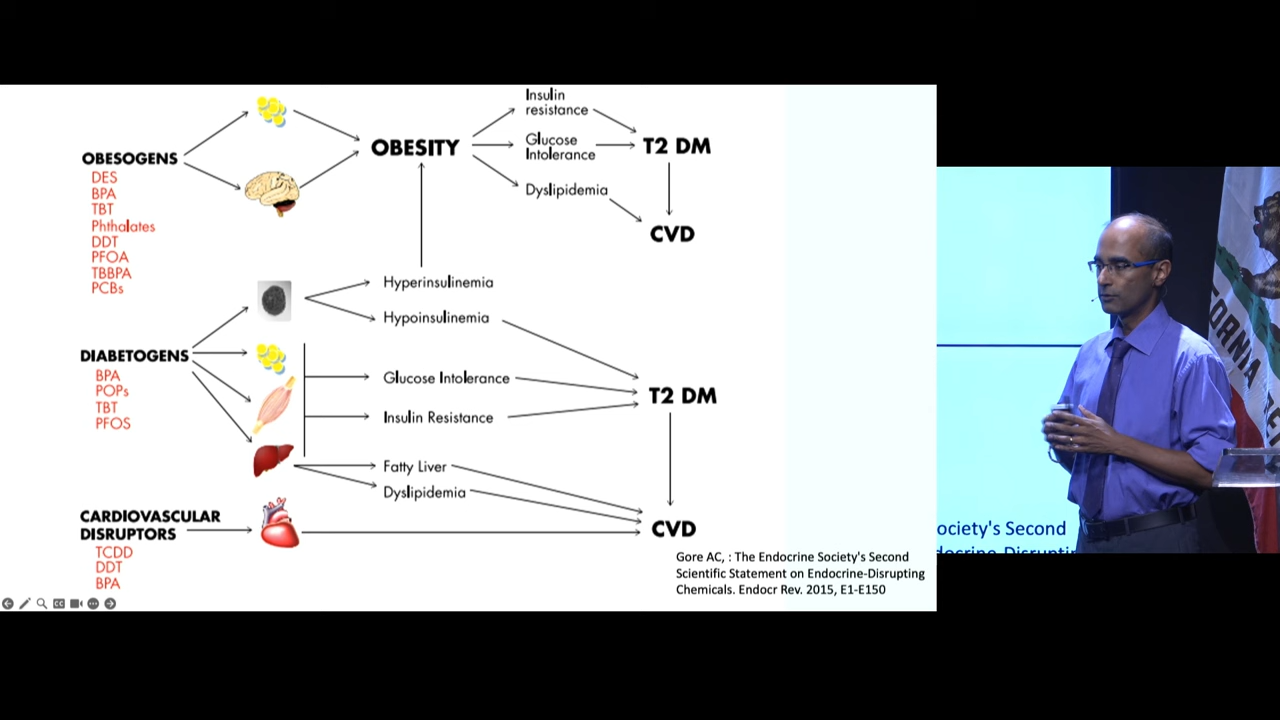 OBESOGENS
DES
BPA
TBT
Phthalates
DDT
PFOA
TBBPA
PCBs
OBESITY
Insulin
resistance
Glucose
Intolerance
Dyslipidemia
T2 DM
CVD
DIABETOGENS
BPA
POPs
TBT
PFOS
Hyperinsulinemia
Hypoinsulinemia
Glucose Intolerance
Insulin Resistance
Fatty Liver
Dyslipidemia
T2 DM
CVD
CARDIOVASCULAR
DISRUPTORS
TCDD
DDT
BPA
Gore AC, : The Endocrine Society's Second
Scientific Statement on Endocrine-Disrupting
Chemicals. Endocr Rev. 2015, E1-E150
ociety's Second
docrine-Disrupti